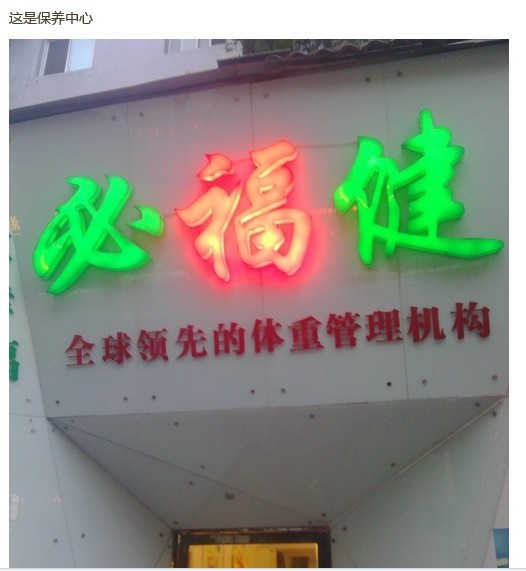 这是保养中心
必福健
全球领先的体重管理机构
福